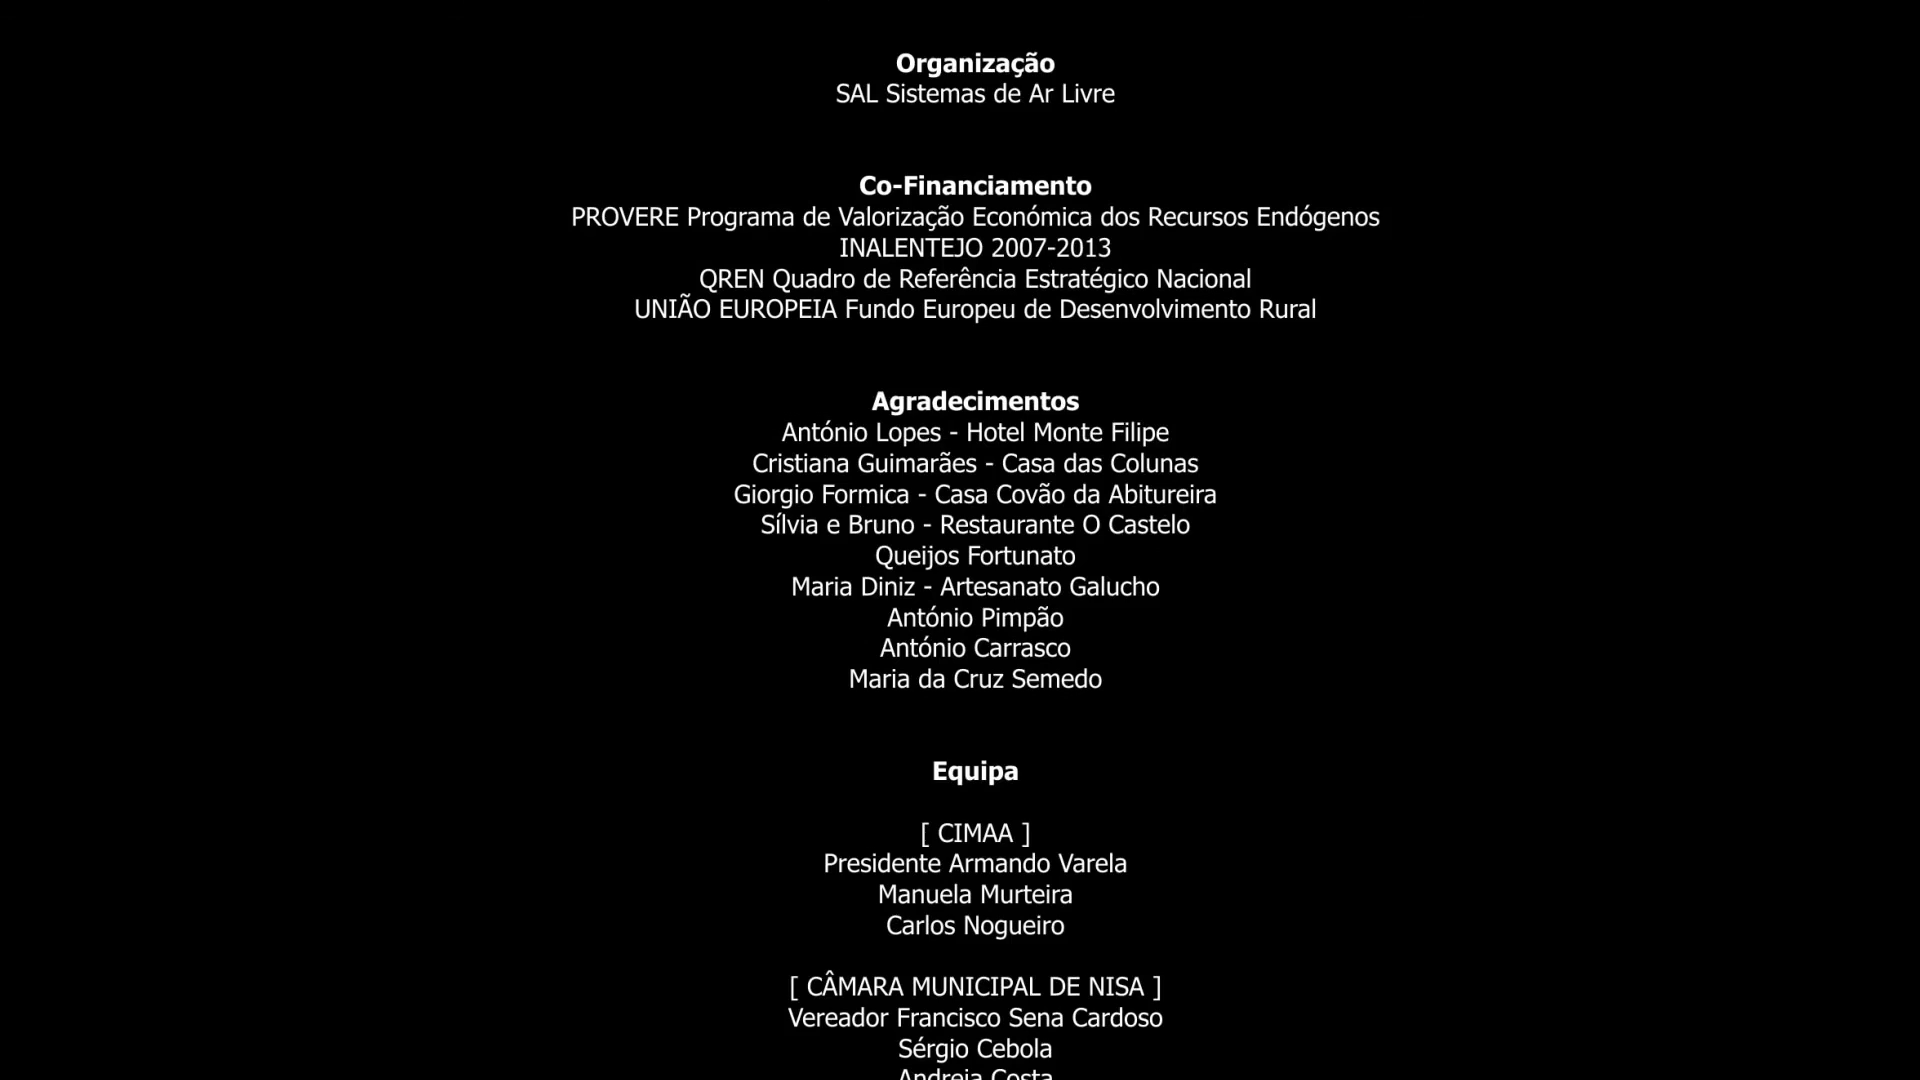 Organização
SAL Sistemas de Ar Livre
Co-Financiamento
PROVERE Programa de Valorização Económica dos Recursos Endógenos
INALENTEJO 2007-2013
QREN Quadro de Referência Estratégico Nacional
UNIÃO EUROPEIA Fundo Europeu de Desenvolvimento Rural
Agradecimentos
António Lopes - Hotel Monte Filipe
Cristiana Guimarães - Casa das Colunas
Giorgio Formica - Casa Covão da Abitureira
Sílvia e Bruno - Restaurante O Castelo
Queijos Fortunato
Maria Diniz - Artesanato Galucho
António Pimpão
António Carrasco
Maria da Cruz Semedo
Equipa
[ CIMAA ]
Presidente Armando Varela
Manuela Murteira
Carlos Nogueiro
[ CÂMARA MUNICIPAL DE NISA ]
Vereador Francisco Sena Cardoso
Sérgio Cebola
Andreia Costa